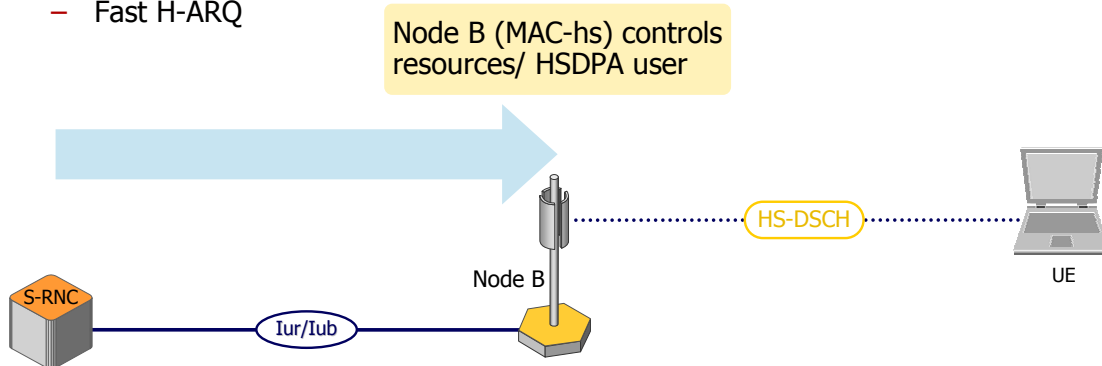 – Fast H-ARQ
Node B (MAC-hs) controls
resources/ HSDPA user
HS-DSCH
Node B
UE
S-RNC
Iur/Iub